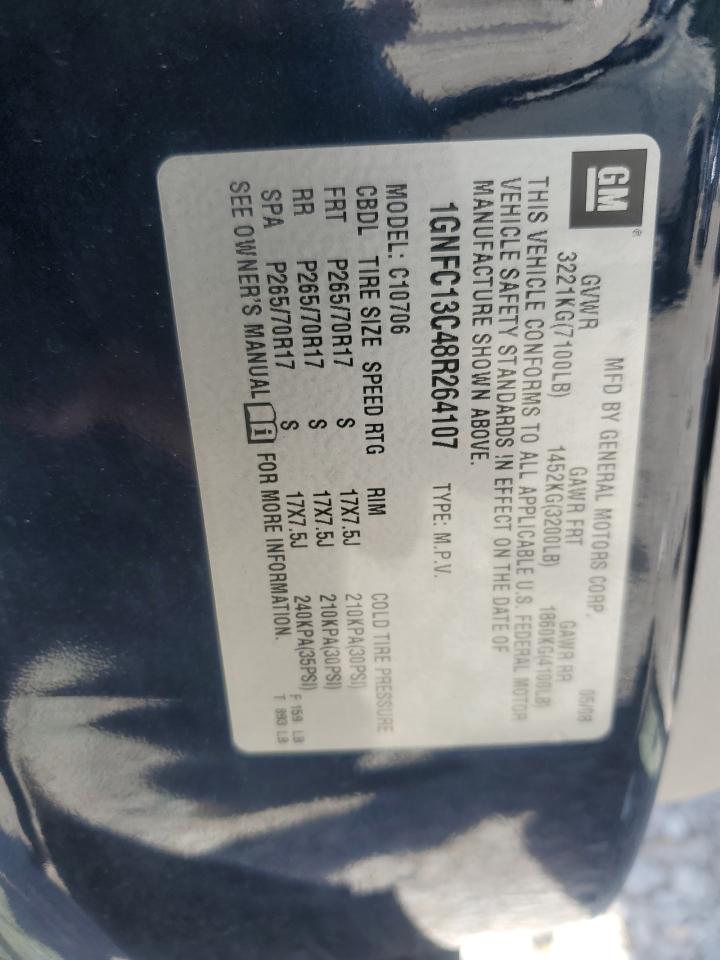 GM®
MFD BY GENERAL MOTORS CORP. 05/08
GVWR GAWR FRT GAWR RR
3221KG(7100LB) 1452KG(3200LB) 1860KG(4100LB)
THIS VEHICLE CONFORMS TO ALL APPLICABLE U.S. FEDERAL MOTOR
VEHICLE SAFETY STANDARDS IN EFFECT ON THE DATE OF
MANUFACTURE SHOWN ABOVE.
1GNFC13C48R264107 TYPE: M.P.V.
MODEL: C10706
CBDL TIRE SIZE SPEED RTG RIM COLD TIRE PRESSURE
FRT P265/70R17 S 17X7.5J 210KPA(30PSI)
RR P265/70R17 S 17X7.5J 210KPA(30PSI)
SPA P265/70R17 S 17X7.5J 240KPA(35PSI)
SEE OWNER'S MANUAL i FOR MORE INFORMATION.
F 159 LB
T 893 LB